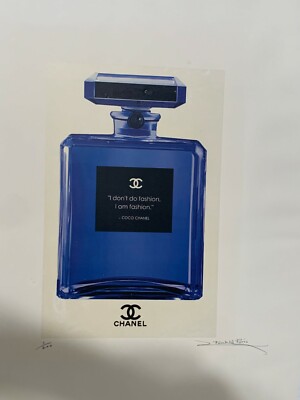 "I don't do fashion,
I am fashion."
- COCO CHANEL
CHANEL